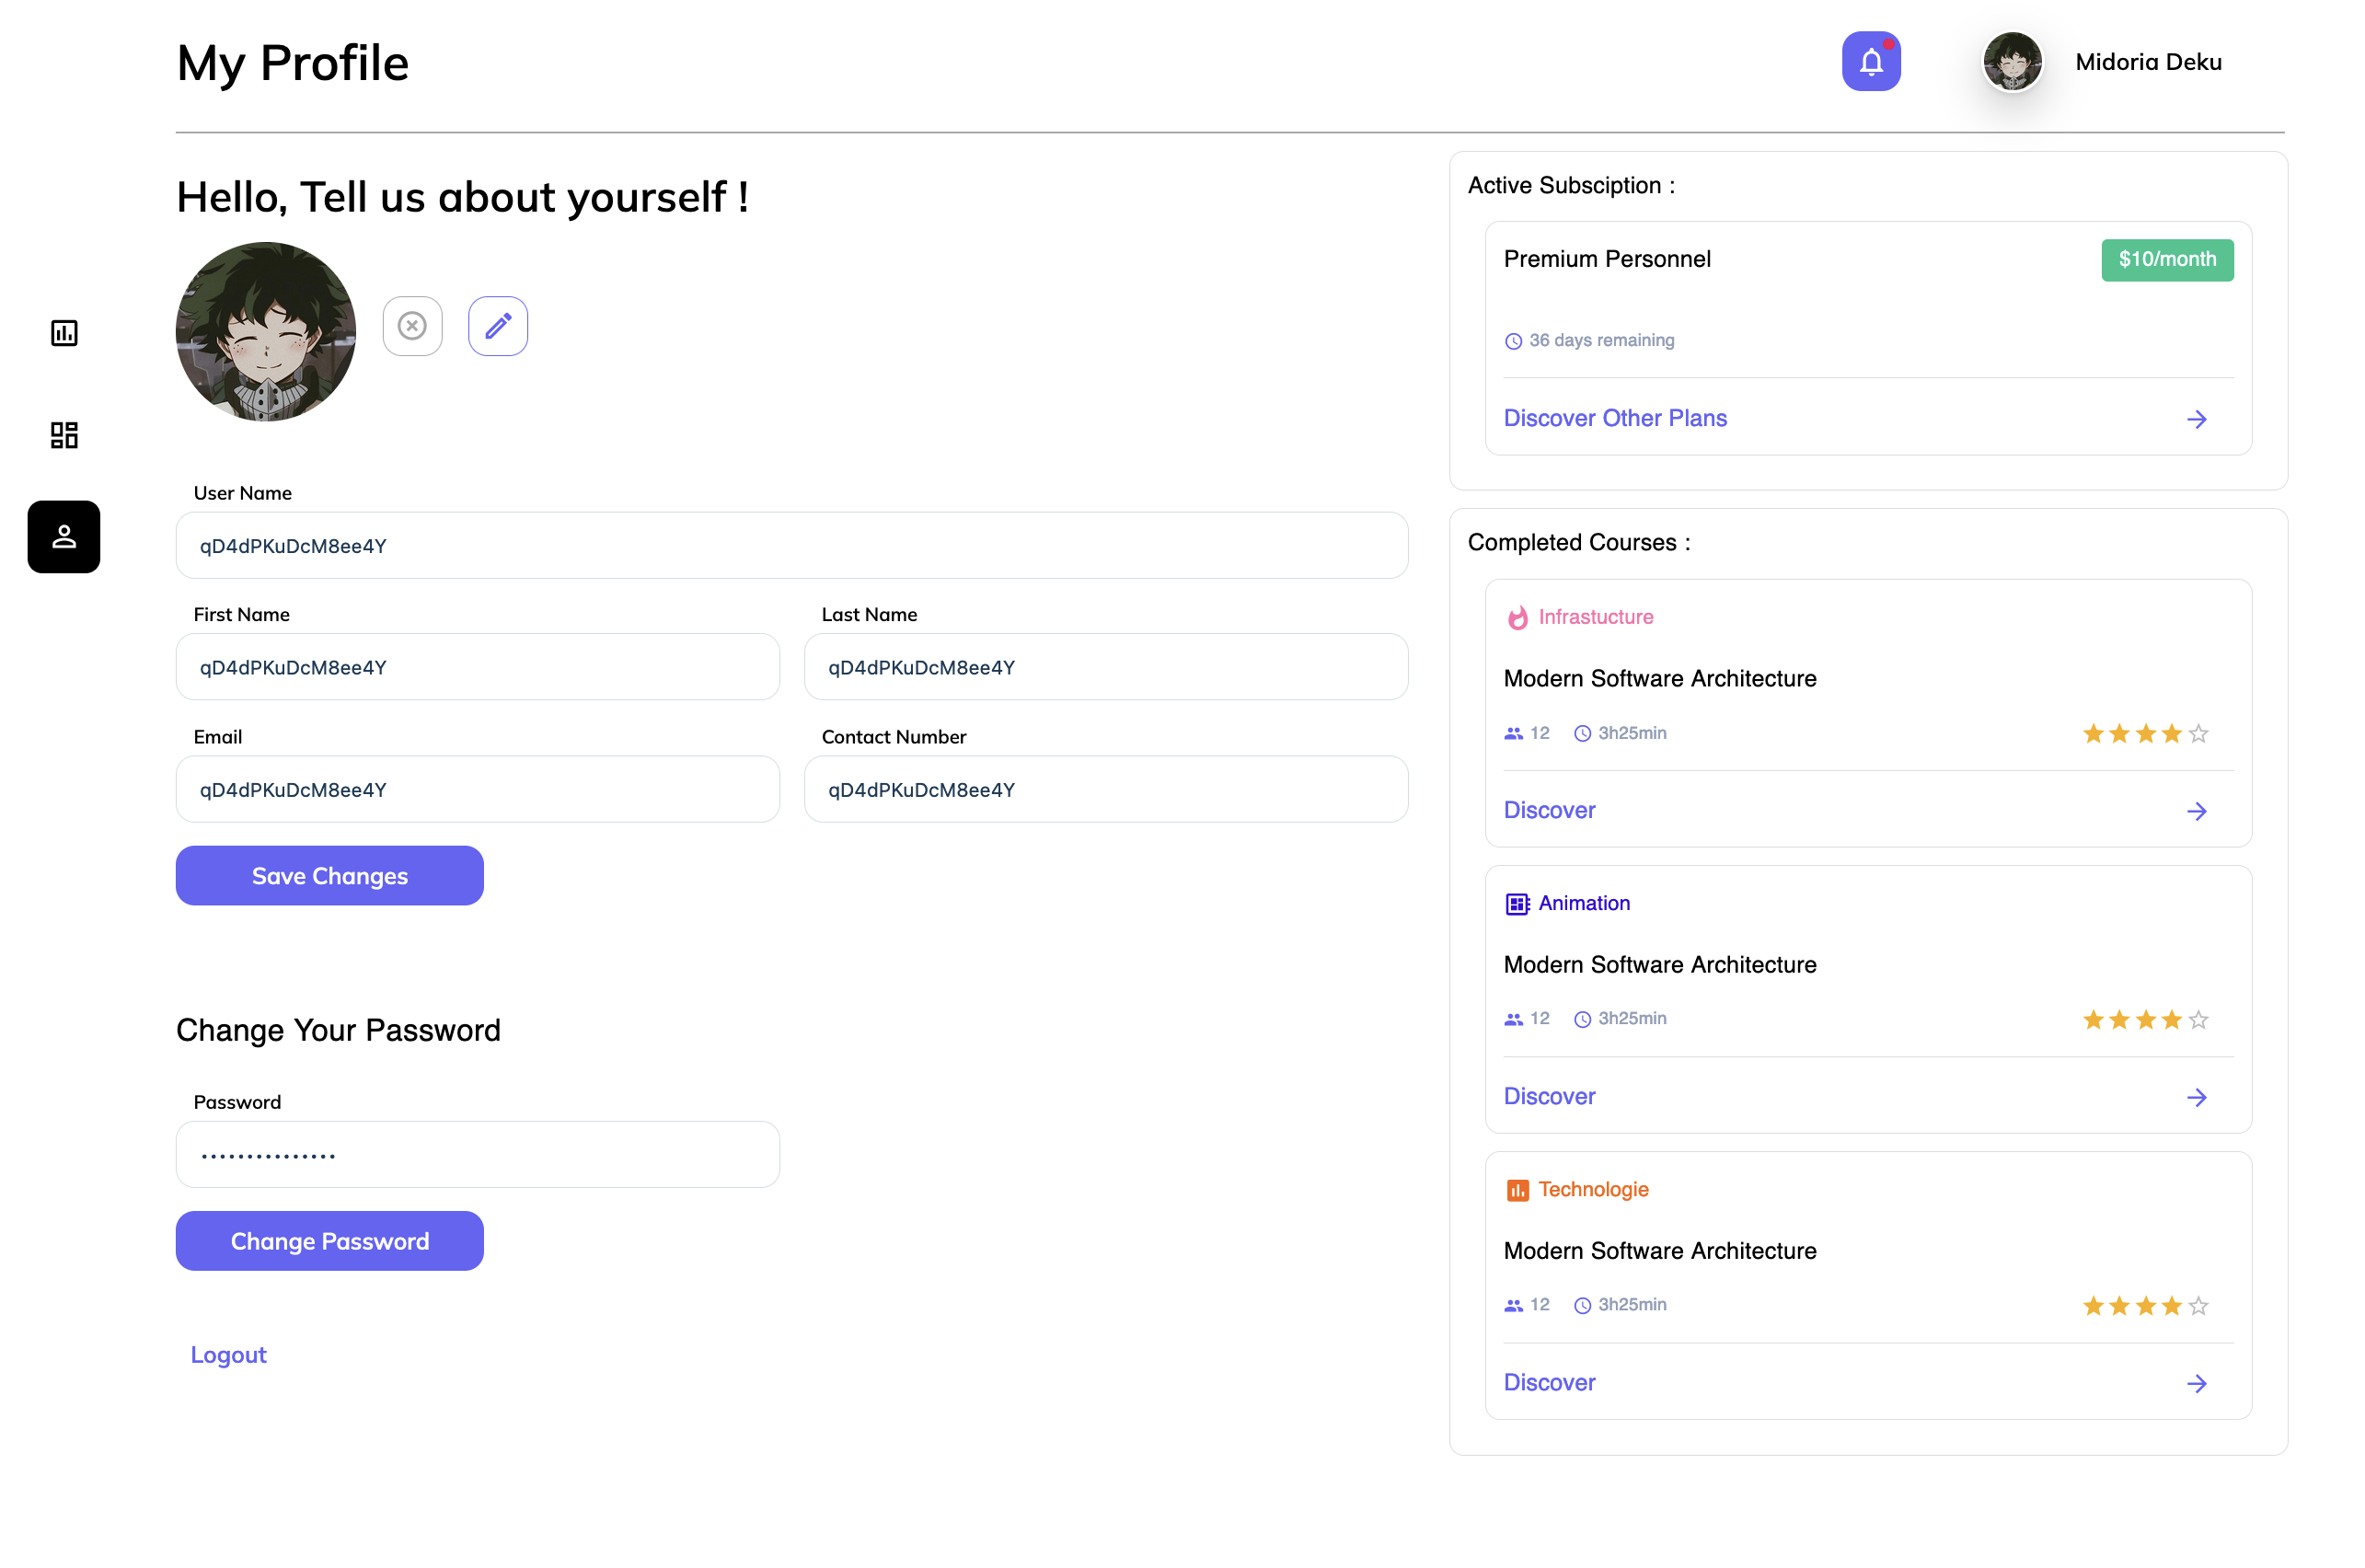 My Profile
Midoria Deku
Hello, Tell us about yourself !
User Name
qD4dPKuDcM8ee4Y
First Name
Last Name
qD4dPKuDcM8ee4Y
qD4dPKuDcM8ee4Y
Email
Contact Number
qD4dPKuDcM8ee4Y
qD4dPKuDcM8ee4Y
Save Changes
Change Your Password
Password
•••••••••••••••
Change Password
Logout
Active Subsciption :
Premium Personnel
$10/month
36 days remaining
Discover Other Plans
Completed Courses :
Infrastucture
Modern Software Architecture
12 3h25min
Discover
Animation
Modern Software Architecture
12 3h25min
Discover
Technologie
Modern Software Architecture
12 3h25min
Discover